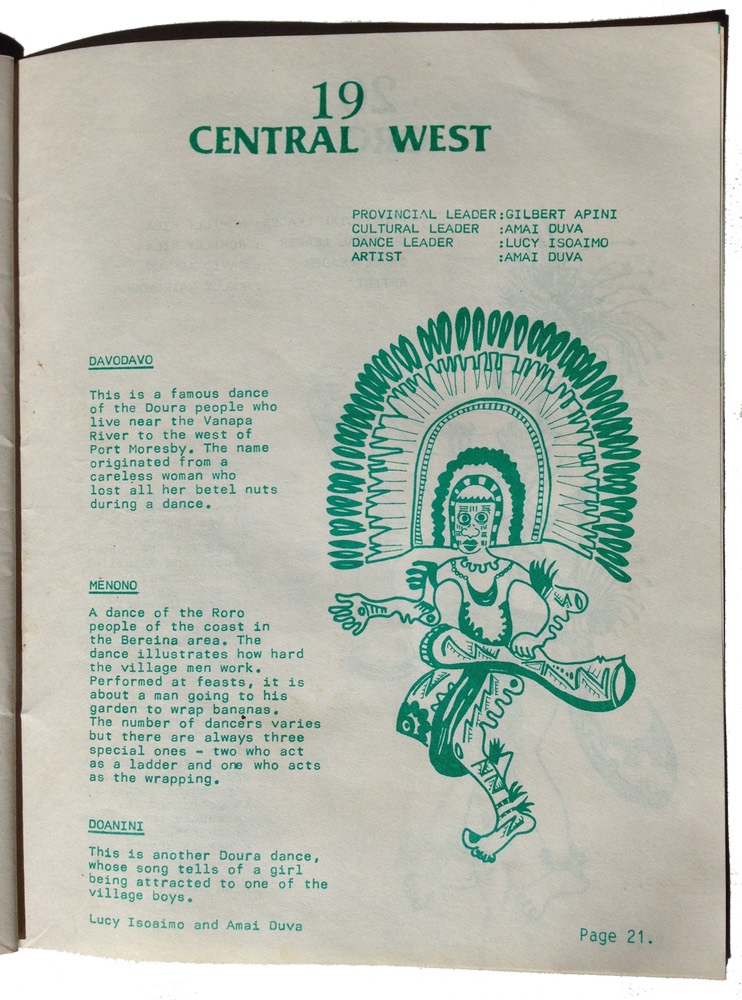 19
CENTRAL WEST
PROVINCIAL LEADER:GILBERT APINI
CULTURAL LEADER :AMAI DUVA
DANCE LEADER :LUCY ISOAIMO
ARTIST :AMAI DUVA
DAVODAVO
This is a famous dance
of the Doura people who
live near the Vanapa
River to the west of
Port Moresby. The name
originated from a
careless woman who
lost all her betel nuts
during a dance.
MENONO
A dance of the Roro
people of the coast in
the Bereina area. The
dance illustrates how hard
the village men work.
Performed at feasts, it is
about a man going to his
garden to wrap bananas.
The number of dancers varies
but there are always three
special ones - two who act
as a ladder and one who acts
as the wrapping.
DOANINI
This is another Doura dance,
whose song tells of a girl
being attracted to one of the
village boys.
Lucy Isoaimo and Amai Duva
Page 21.